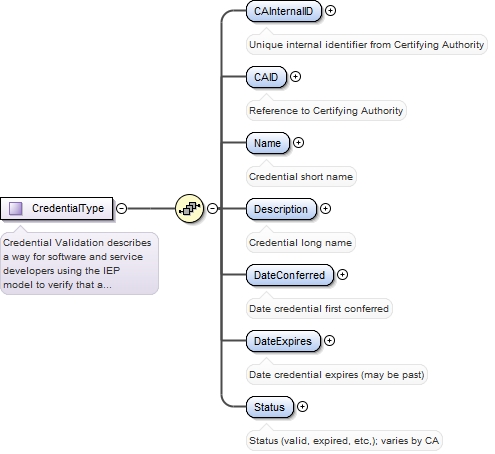 CAInternalID
Unique internal identifier from Certifying Authority
CAID
Reference to Certifying Authority
Name
Credential short name
CredentialType
Credential Validation describes
a way for software and service
developers using the IEP
model to verify that a...
Description
Credential long name
DateConferred
Date credential first conferred
DateExpires
Date credential expires (may be past)
Status
Status (valid, expired, etc,); varies by CA